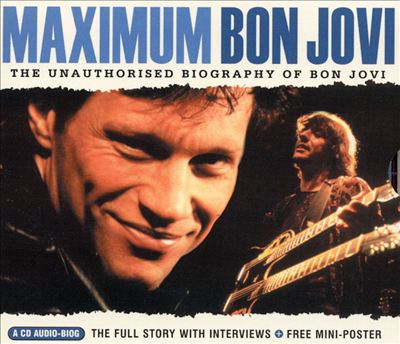 MAXIMUM BON JOVI
THE UNAUTHORISED BIOGRAPHY OF BON JOVI
A CD AUDIO-BIOG THE FULL STORY WITH INTERVIEWS + FREE MINI-POSTER